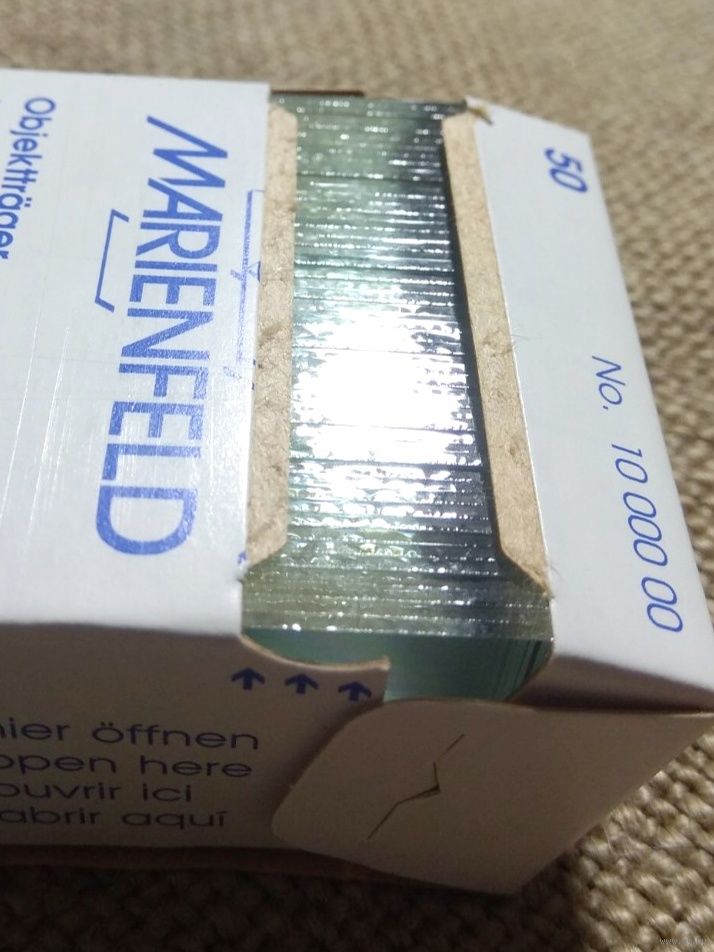 Objektträger
MARIENFELD
50
No. 10 000 00
hier öffnen
open here
ouvrir ici
abrir aquí